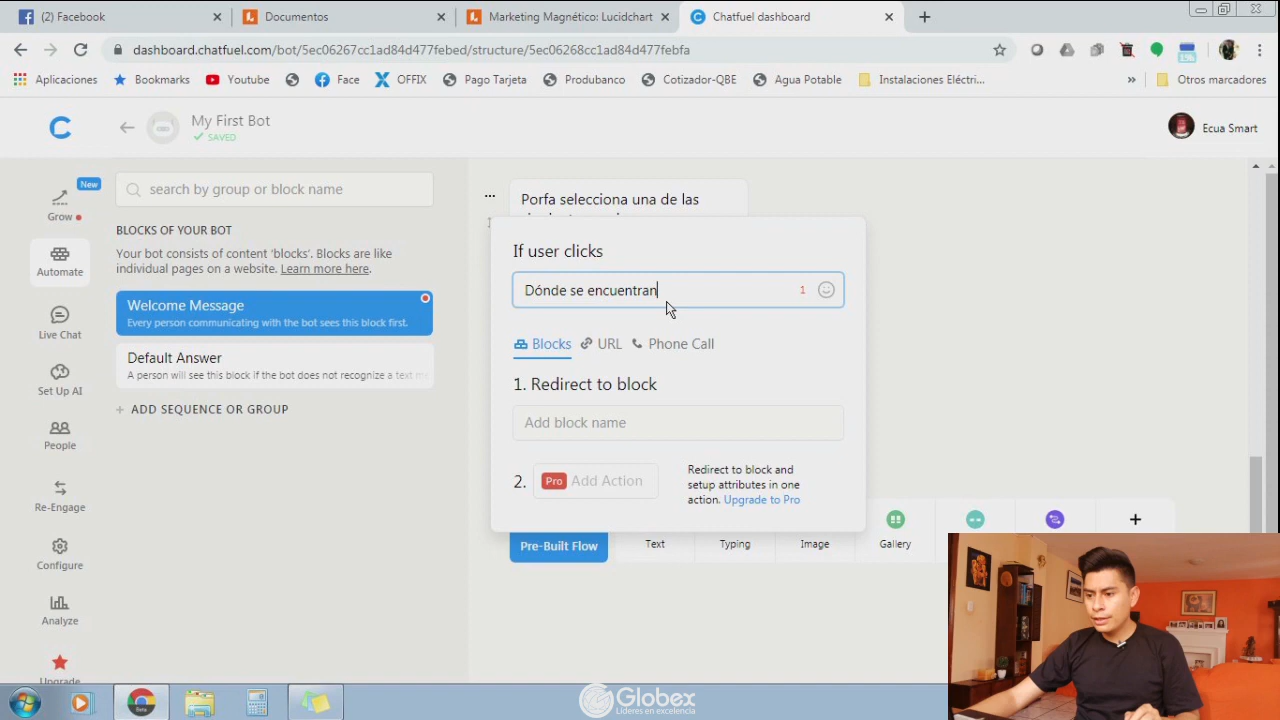 (2) Facebook
Documentos
Marketing Magnético: Lucidchart
Chatfuel dashboard
dashboard.chatfuel.com/bot/5ec06267cc1ad84d477febed/structure/5ec06268cc1ad84d477febfa
Aplicaciones
Bookmarks
Youtube
Face
OFFIX
Pago Tarjeta
Produbanco
Cotizador-QBE
Agua Potable
Instalaciones Eléctri...
»
Otros marcadores
My First Bot
SAVED
Ecua Smart
New
Grow
Automate
Live Chat
Set Up AI
People
Re-Engage
Configure
Analyze
Upgrade
search by group or block name
BLOCKS OF YOUR BOT
Your bot consists of content ‘blocks’. Blocks are like
individual pages on a website. Learn more here.
Welcome Message
Every person communicating with the bot sees this block first.
Default Answer
A person will see this block if the bot does not recognize a text
+ ADD SEQUENCE OR GROUP
Porfa selecciona una de las
If user clicks
Dónde se encuentran
1
Blocks
URL
Phone Call
1. Redirect to block
Add block name
2.
Pro Add Action
Redirect to block and
setup attributes in one
action. Upgrade to Pro
Pre-Built Flow
Text
Typing
Image
Gallery
Globex
Líderes en excelencia